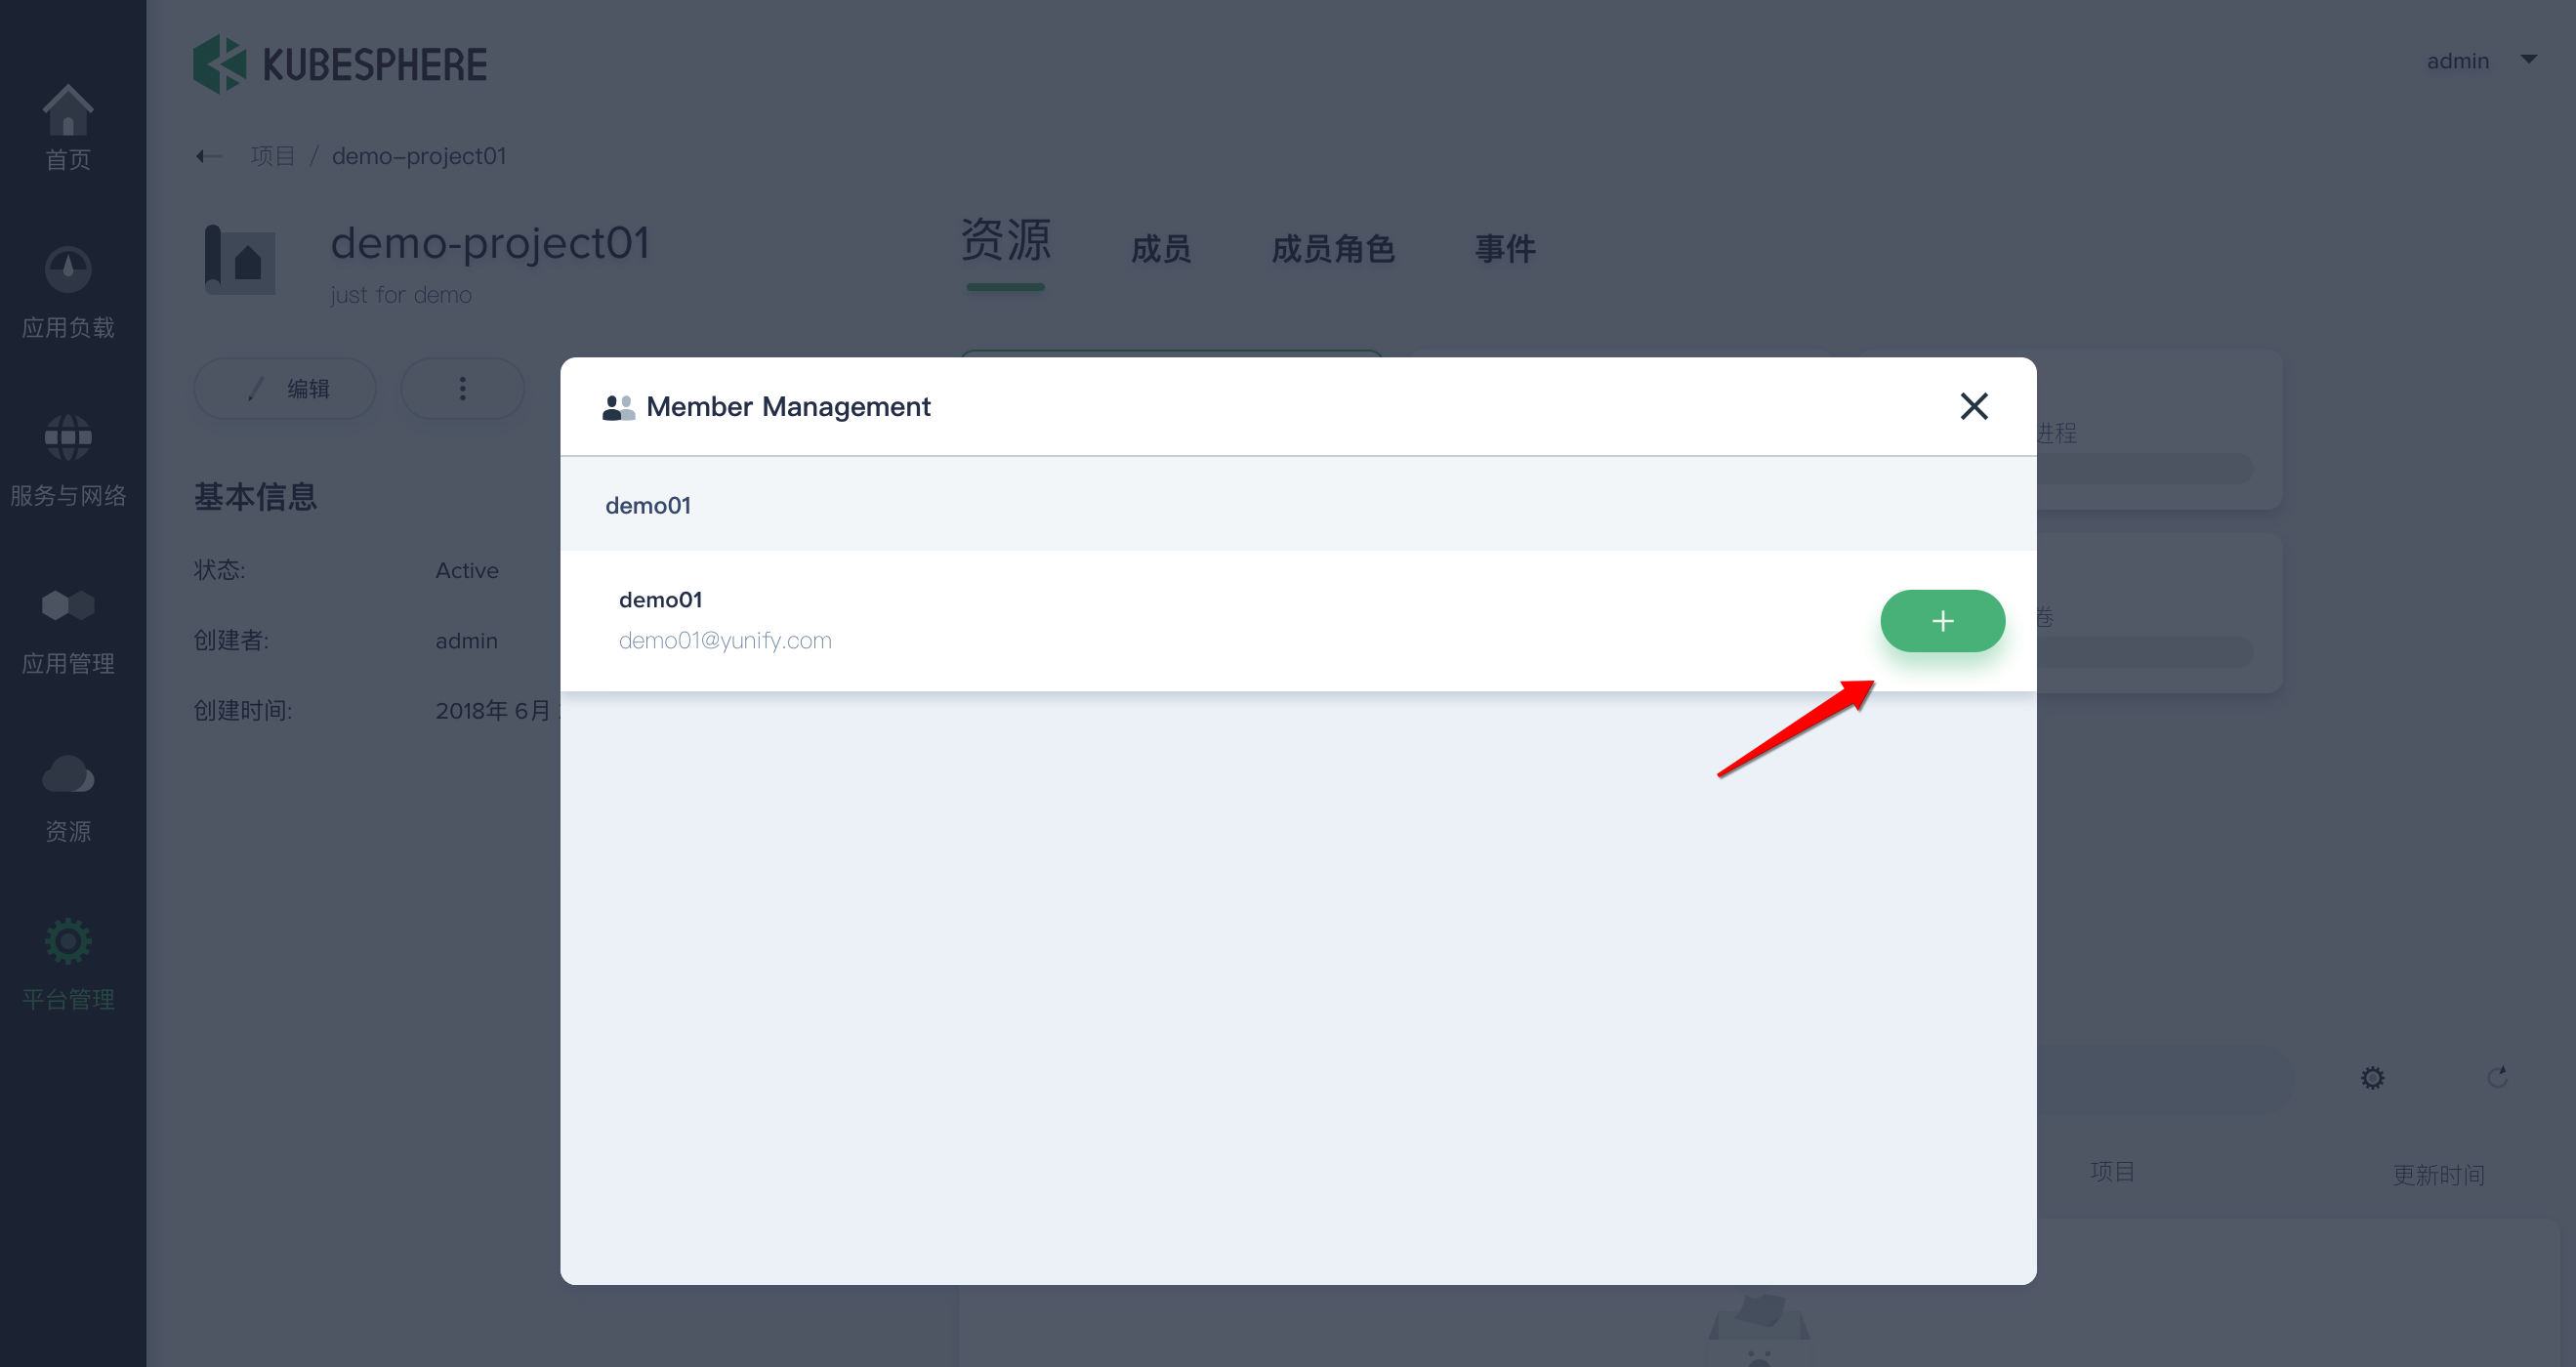 KUBESPHERE
admin
首页
项目 / demo-project01
demo-project01
just for demo
资源 成员 成员角色 事件
应用负载
编辑
Member Management
进程
服务与网络
基本信息
demo01
状态: Active
demo01
demo01@yunify.com
+
卷
创建者: admin
应用管理
创建时间: 2018年 6月
资源
平台管理
项目 更新时间